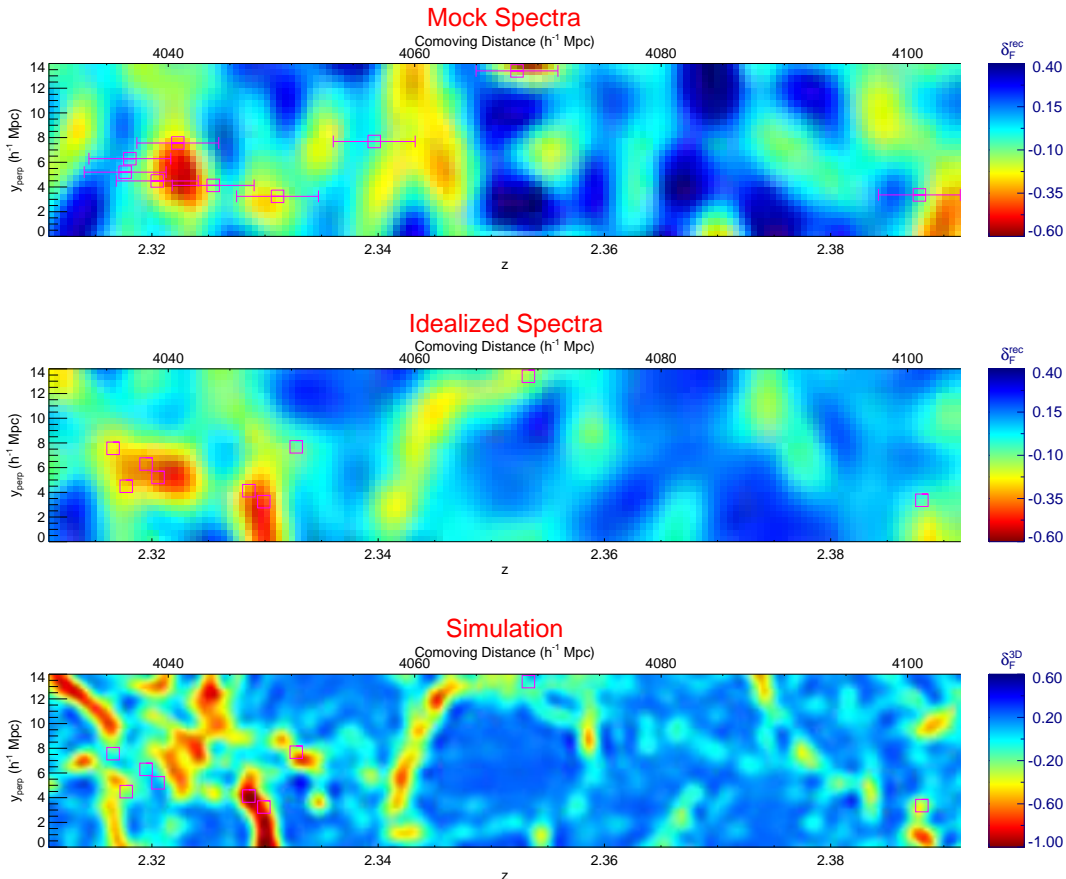 Mock Spectra
Comoving Distance (h⁻¹ Mpc)
4040 4060 4080 4100
δ_F^rec
14
12
10
8
6
4
2
0
y_perp (h⁻¹ Mpc)
0.40
0.15
-0.10
-0.35
-0.60
2.32 2.34 2.36 2.38
z
Idealized Spectra
Comoving Distance (h⁻¹ Mpc)
4040 4060 4080 4100
δ_F^rec
14
12
10
8
6
4
2
0
y_perp (h⁻¹ Mpc)
0.40
0.15
-0.10
-0.35
-0.60
2.32 2.34 2.36 2.38
z
Simulation
Comoving Distance (h⁻¹ Mpc)
4040 4060 4080 4100
δ_F^3D
14
12
10
8
6
4
2
0
y_perp (h⁻¹ Mpc)
0.60
0.20
-0.20
-0.60
-1.00
2.32 2.34 2.36 2.38
z